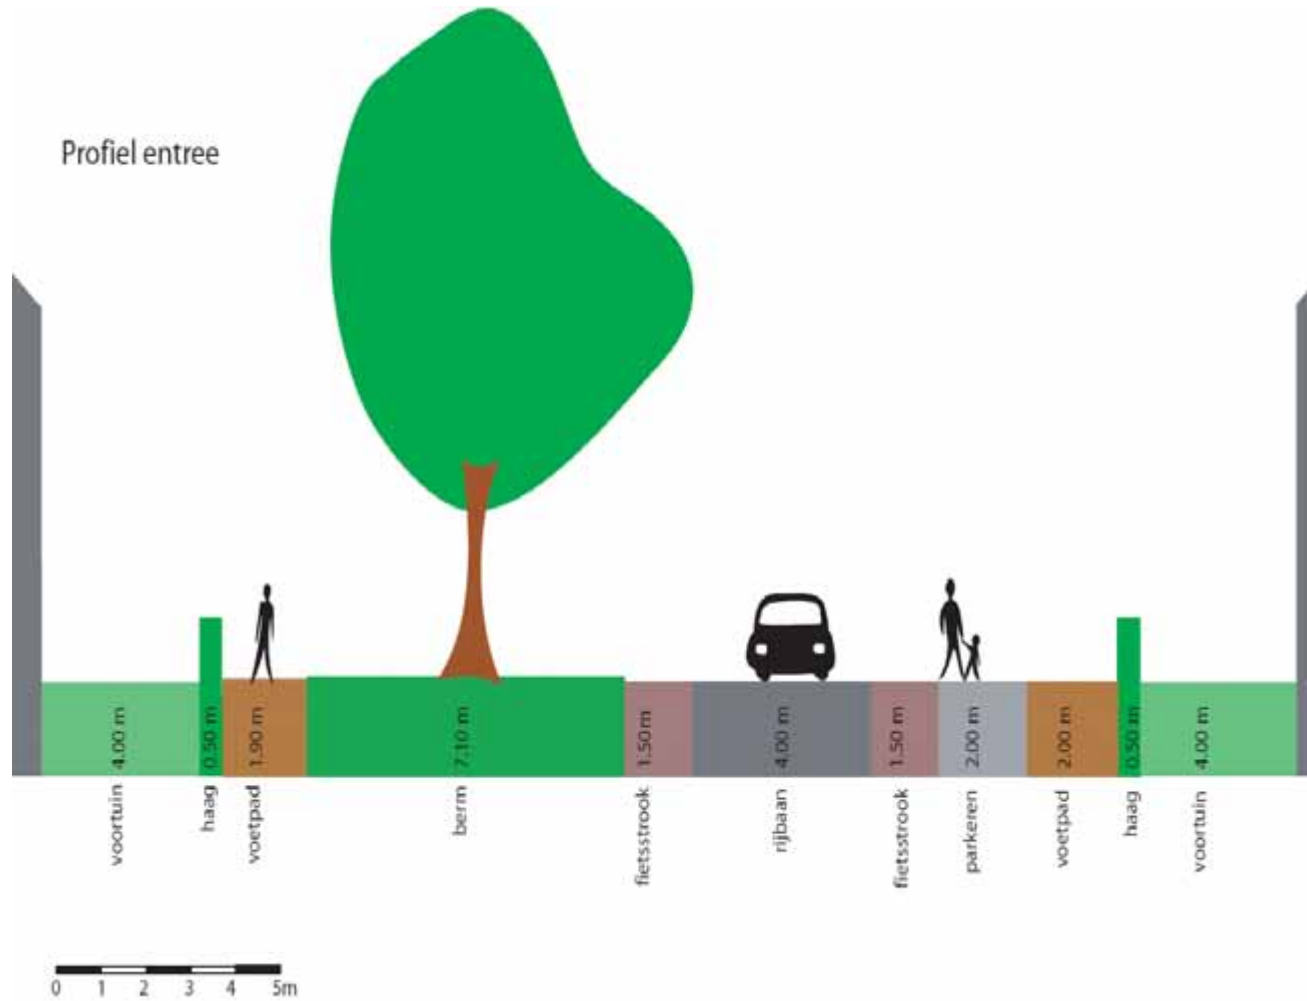 Profiel entree
4.00 m
0.50 m
1.90 m
7.10 m
1.50 m
4.00 m
1.50 m
2.00 m
2.00 m
0.50 m
4.00 m
voortuin
haag
voetpad
berm
fietsstrook
rijbaan
fietsstrook
parkeren
voetpad
haag
voortuin
0 1 2 3 4 5m